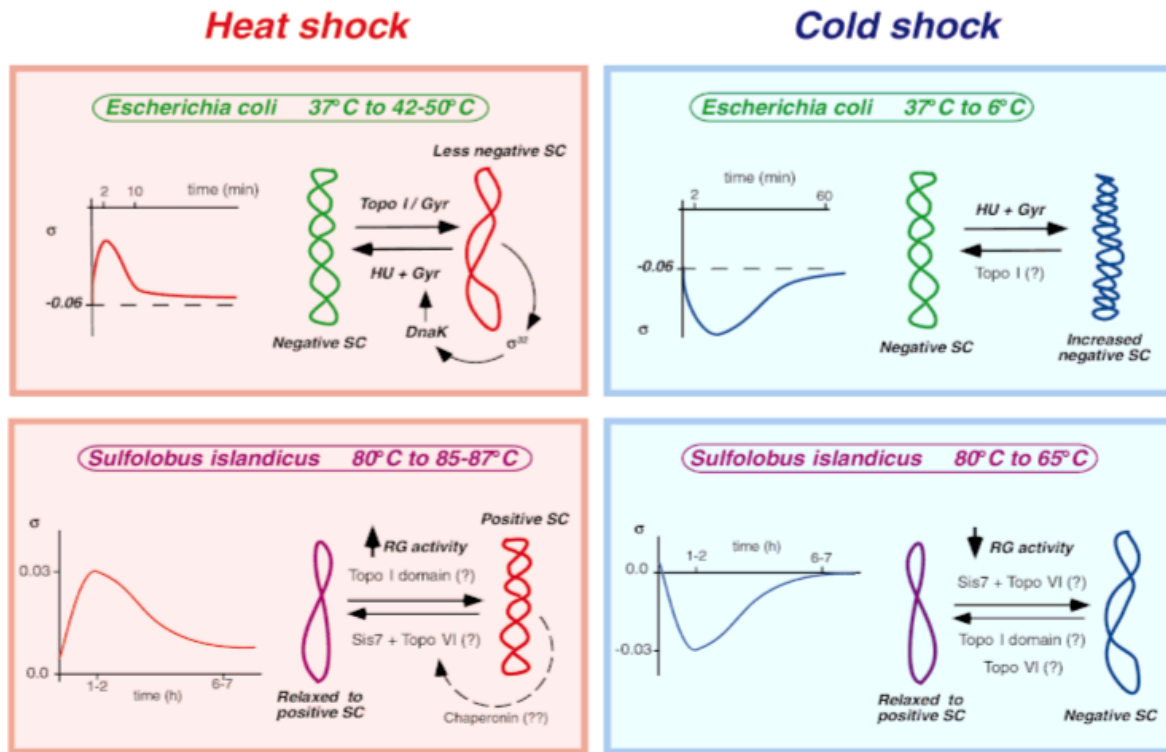 Heat shock
Cold shock
Escherichia coli 37°C to 42-50°C
Less negative SC
2 10 time (min)
σ
-0.06
Topo I / Gyr
HU + Gyr
DnaK
σ32
Negative SC
Escherichia coli 37°C to 6°C
time (min)
2 60
-0.06
σ
HU + Gyr
Topo I (?)
Negative SC
Increased
negative SC
Sulfolobus islandicus 80°C to 85-87°C
σ
0.03
0.0
1-2 6-7
time (h)
Positive SC
RG activity
Topo I domain (?)
Sis7 + Topo VI (?)
Relaxed to
positive SC
Chaperonin (??)
Sulfolobus islandicus 80°C to 65°C
σ
1-2 time (h) 6-7
0.0
-0.03
RG activity
Sis7 + Topo VI (?)
Topo I domain (?)
Topo VI (?)
Relaxed to
positive SC
Negative SC